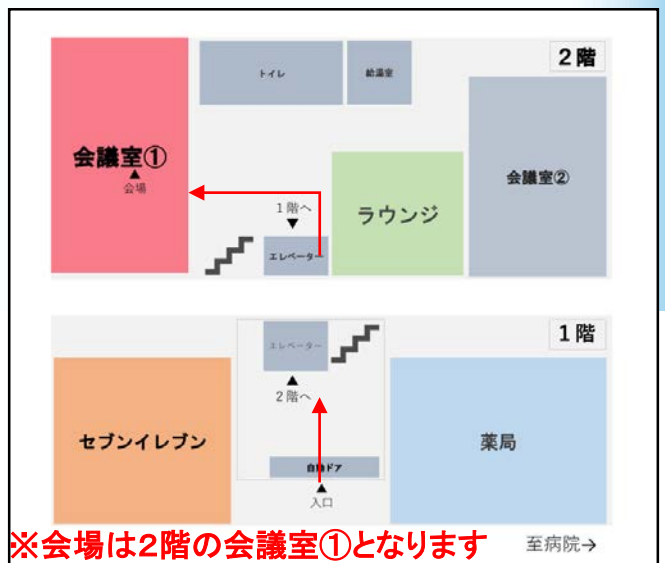 2階
トイレ
給湯室
会議室①
▲
会場
会議室②
ラウンジ
1階へ
▼
エレベーター
1階
エレベーター
▲
2階へ
セブンイレブン
薬局
自動ドア
▲
入口
※会場は2階の会議室①となります
至病院→